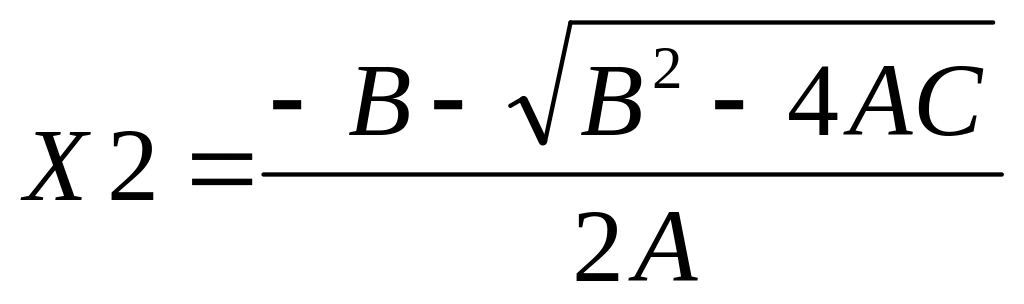 X2 = (-B - √(B² - 4AC)) / 2A